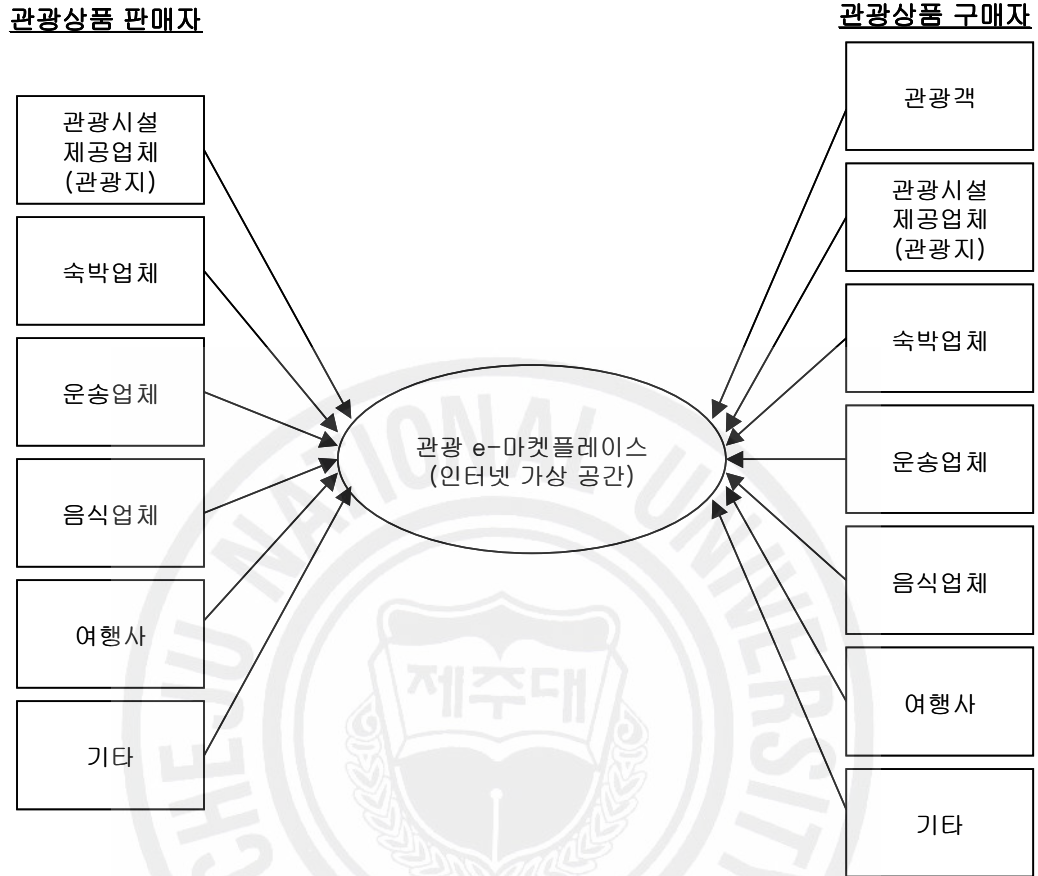 관광상품 판매자
관광시설
제공업체
(관광지)
숙박업체
운송업체
음식업체
여행사
기타
관광 e-마켓플레이스
(인터넷 가상 공간)
관광상품 구매자
관광객
관광시설
제공업체
(관광지)
숙박업체
운송업체
음식업체
여행사
기타
CHEJU NATIONAL UNIVERSITY
제주대